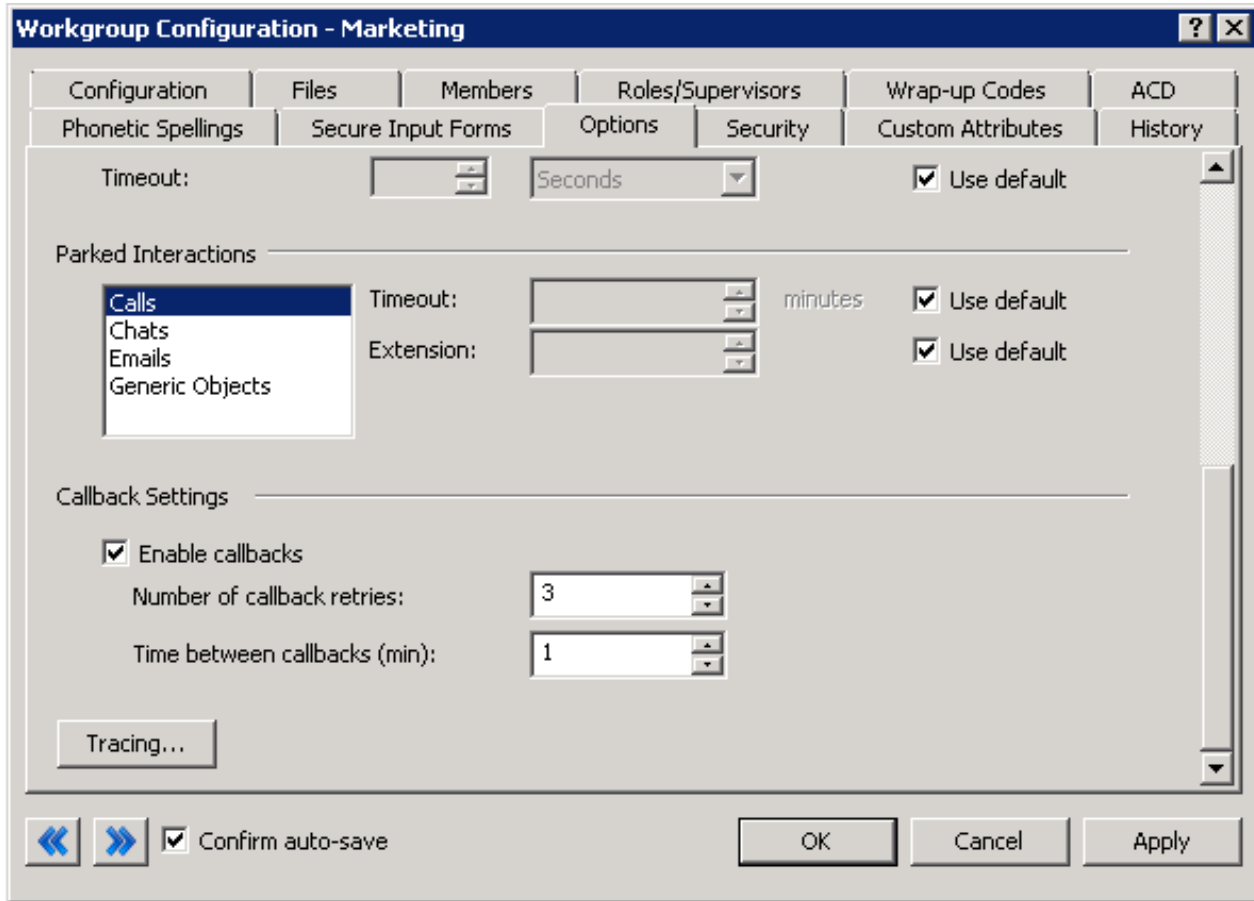 Workgroup Configuration - Marketing
Configuration Files Members Roles/Supervisors Wrap-up Codes ACD
Phonetic Spellings Secure Input Forms Options Security Custom Attributes History
Timeout: Seconds Use default
Parked Interactions
Calls Timeout: minutes Use default
Chats
Emails Extension: Use default
Generic Objects
Callback Settings
Enable callbacks
Number of callback retries: 3
Time between callbacks (min): 1
Tracing...
Confirm auto-save OK Cancel Apply